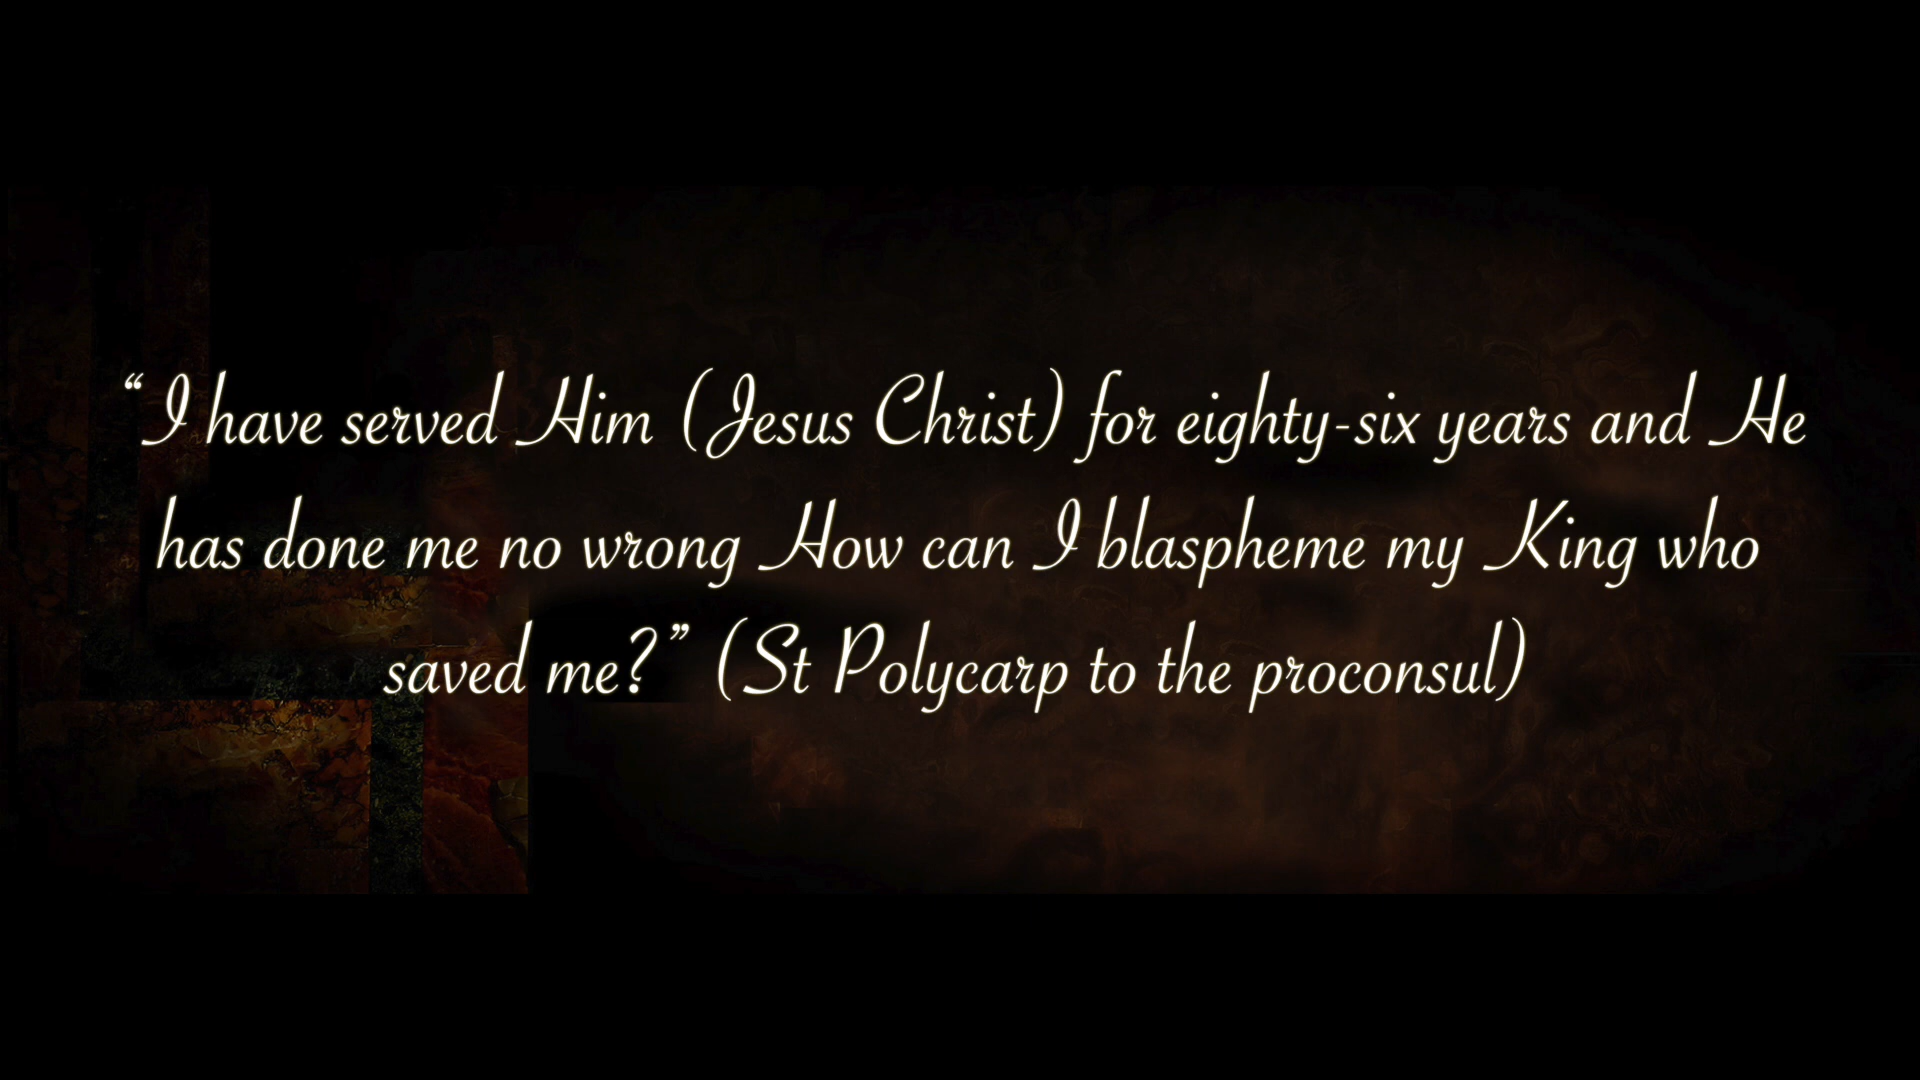 “I have served Him (Jesus Christ) for eighty-six years and He
has done me no wrong How can I blaspheme my King who
saved me?” (St Polycarp to the proconsul)